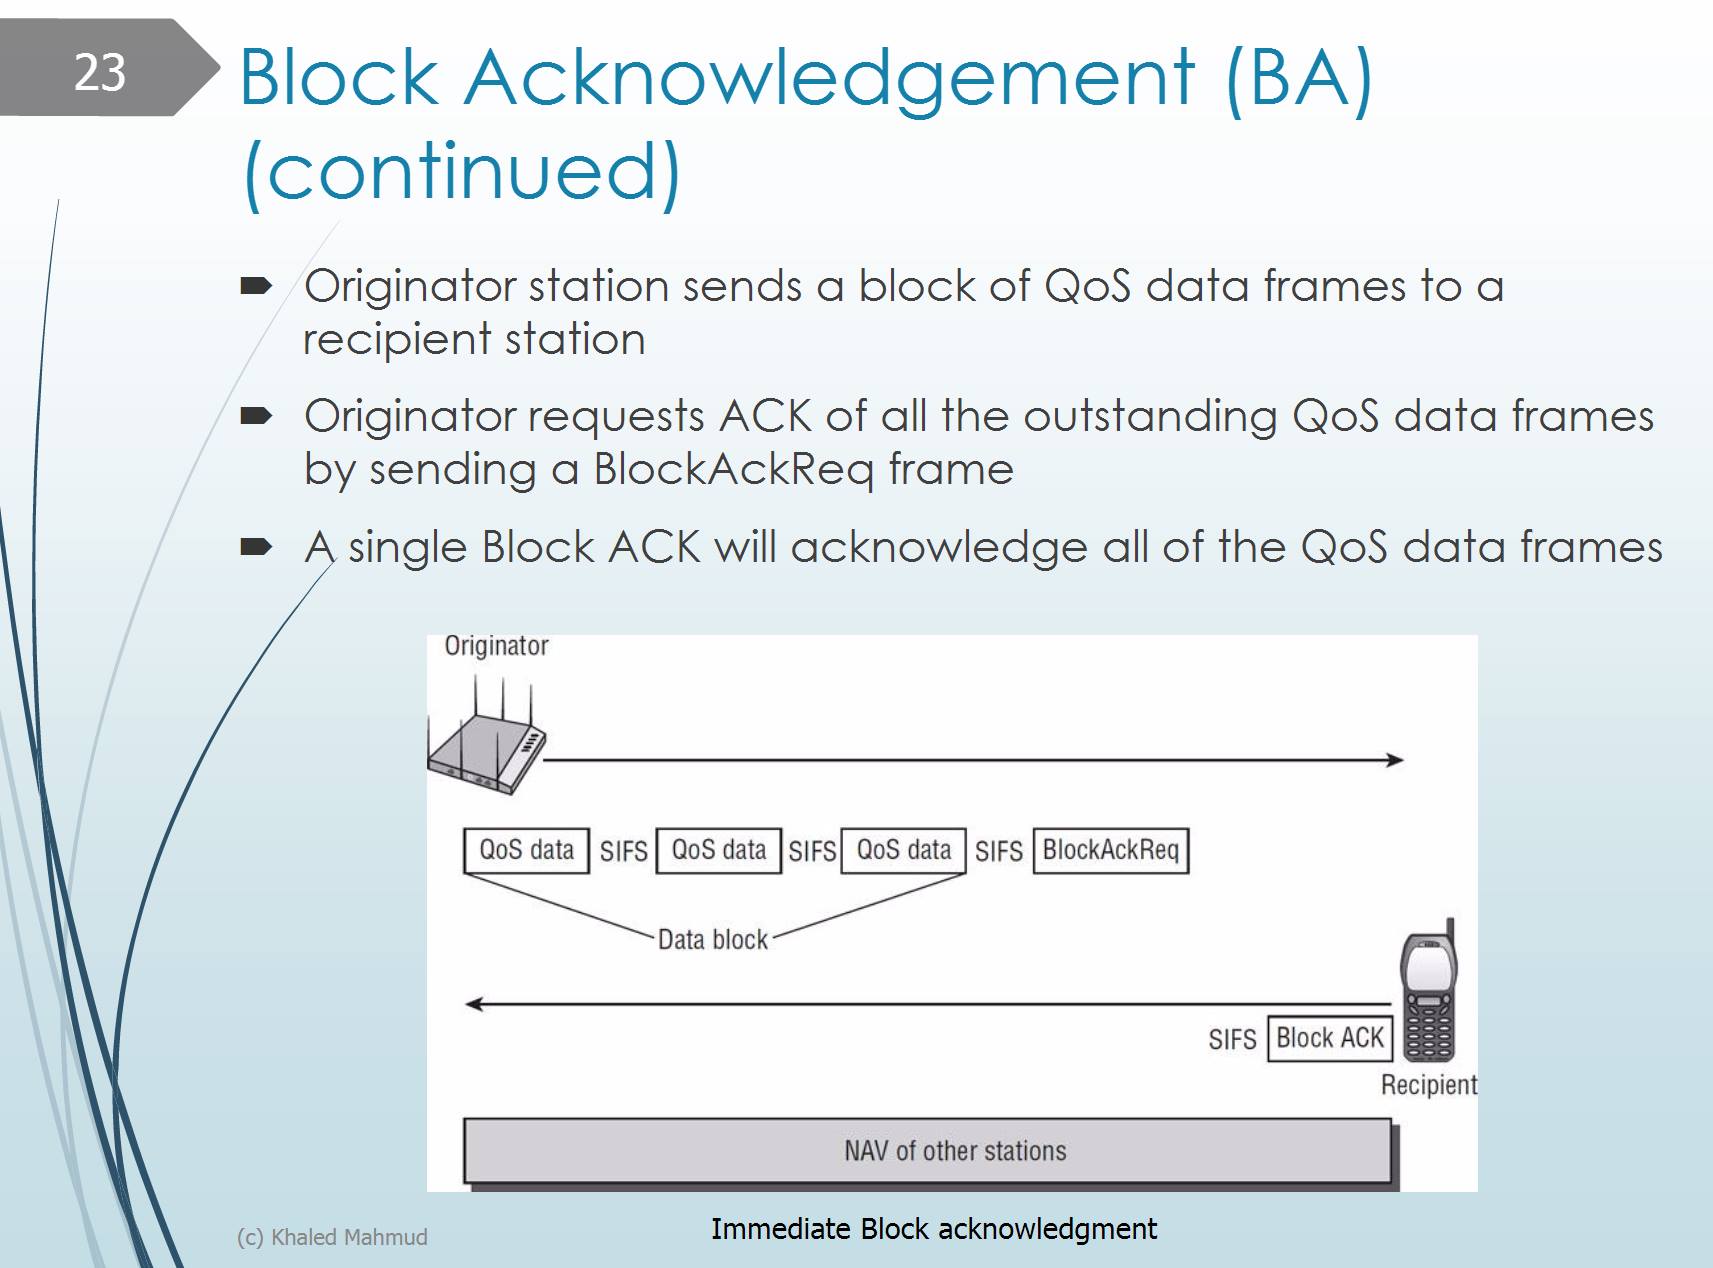 23
Block Acknowledgement (BA)
(continued)
Originator station sends a block of QoS data frames to a
recipient station
Originator requests ACK of all the outstanding QoS data frames
by sending a BlockAckReq frame
A single Block ACK will acknowledge all of the QoS data frames
Originator
QoS data SIFS QoS data SIFS QoS data SIFS BlockAckReq
Data block
SIFS Block ACK
Recipient
NAV of other stations
Immediate Block acknowledgment
(c) Khaled Mahmud